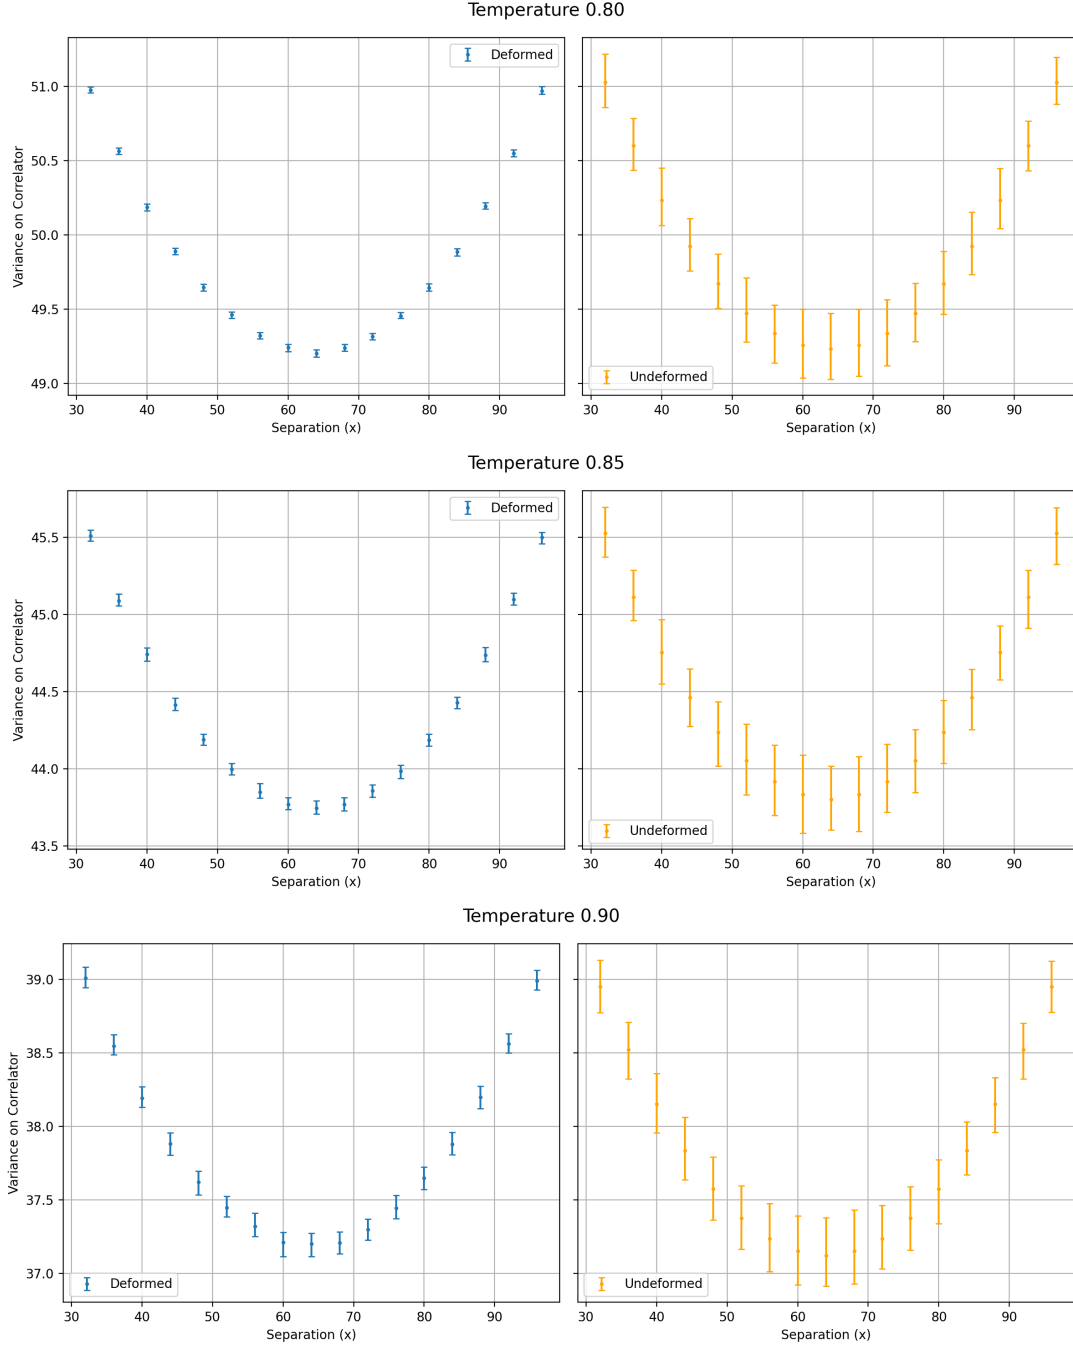 Temperature 0.80
Variance on Correlator
51.0
50.5
50.0
49.5
49.0
Deformed
30 40 50 60 70 80 90
Separation (x)
Undeformed
30 40 50 60 70 80 90
Separation (x)
Temperature 0.85
Variance on Correlator
45.5
45.0
44.5
44.0
43.5
Deformed
30 40 50 60 70 80 90
Separation (x)
Undeformed
30 40 50 60 70 80 90
Separation (x)
Temperature 0.90
Variance on Correlator
39.0
38.5
38.0
37.5
37.0
Deformed
30 40 50 60 70 80 90
Separation (x)
Undeformed
30 40 50 60 70 80 90
Separation (x)